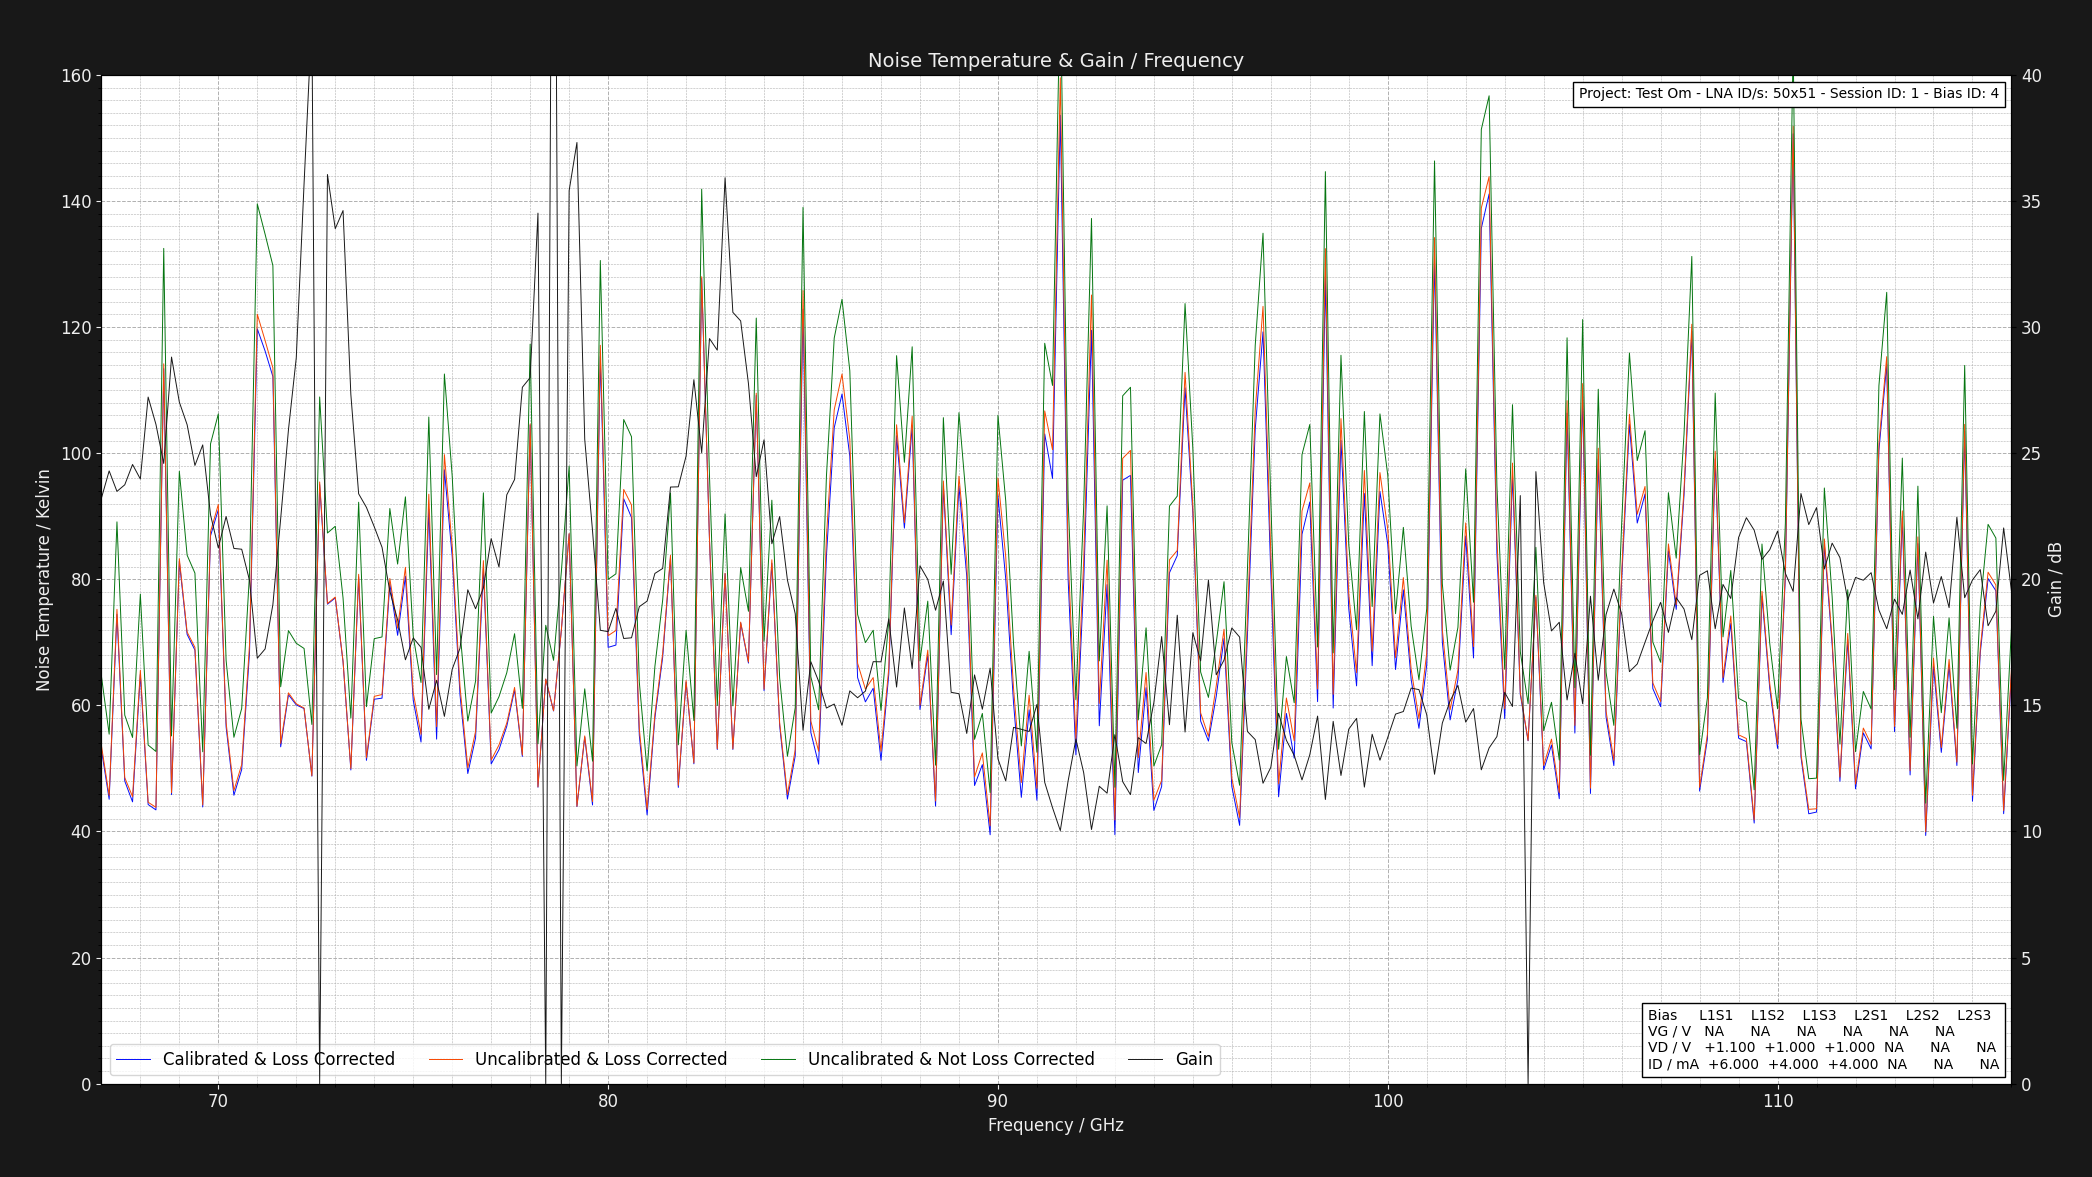 Noise Temperature & Gain / Frequency
Project: Test Om - LNA ID/s: 50x51 - Session ID: 1 - Bias ID: 4
Noise Temperature / Kelvin
160
140
120
100
80
60
40
20
0
40
35
30
25
20
15
10
5
0
Gain / dB
Bias L1S1 L1S2 L1S3 L2S1 L2S2 L2S3
VG / V NA NA NA NA NA NA
VD / V +1.100 +1.000 +1.000 NA NA NA
ID / mA +6.000 +4.000 +4.000 NA NA NA
Calibrated & Loss Corrected Uncalibrated & Loss Corrected Uncalibrated & Not Loss Corrected Gain
70 80 90 100 110
Frequency / GHz